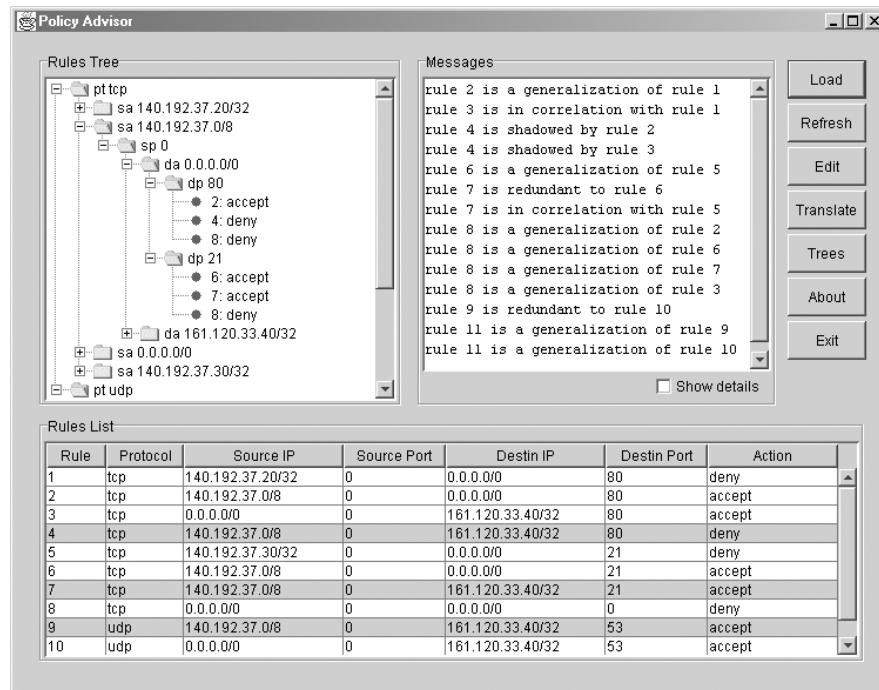 Policy Advisor
Rules Tree
pt tcp
sa 140.192.37.20/32
sa 140.192.37.0/8
sp 0
da 0.0.0.0/0
dp 80
2: accept
4: deny
8: deny
dp 21
6: accept
7: accept
8: deny
da 161.120.33.40/32
sa 0.0.0.0/0
sa 140.192.37.30/32
pt udp
Messages
rule 2 is a generalization of rule 1
rule 3 is in correlation with rule 1
rule 4 is shadowed by rule 2
rule 4 is shadowed by rule 3
rule 6 is a generalization of rule 5
rule 7 is redundant to rule 6
rule 7 is in correlation with rule 5
rule 8 is a generalization of rule 2
rule 8 is a generalization of rule 6
rule 8 is a generalization of rule 7
rule 8 is a generalization of rule 3
rule 9 is redundant to rule 10
rule 11 is a generalization of rule 9
rule 11 is a generalization of rule 10
Show details
Load
Refresh
Edit
Translate
Trees
About
Exit
Rules List
Rule Protocol Source IP Source Port Destin IP Destin Port Action
1 tcp 140.192.37.20/32 0 0.0.0.0/0 80 deny
2 tcp 140.192.37.0/8 0 0.0.0.0/0 80 accept
3 tcp 0.0.0.0/0 0 161.120.33.40/32 80 accept
4 tcp 140.192.37.0/8 0 161.120.33.40/32 80 deny
5 tcp 140.192.37.30/32 0 0.0.0.0/0 21 deny
6 tcp 140.192.37.0/8 0 0.0.0.0/0 21 accept
7 tcp 140.192.37.0/8 0 161.120.33.40/32 21 accept
8 tcp 0.0.0.0/0 0 0.0.0.0/0 0 deny
9 udp 140.192.37.0/8 0 161.120.33.40/32 53 accept
10 udp 0.0.0.0/0 0 161.120.33.40/32 53 accept